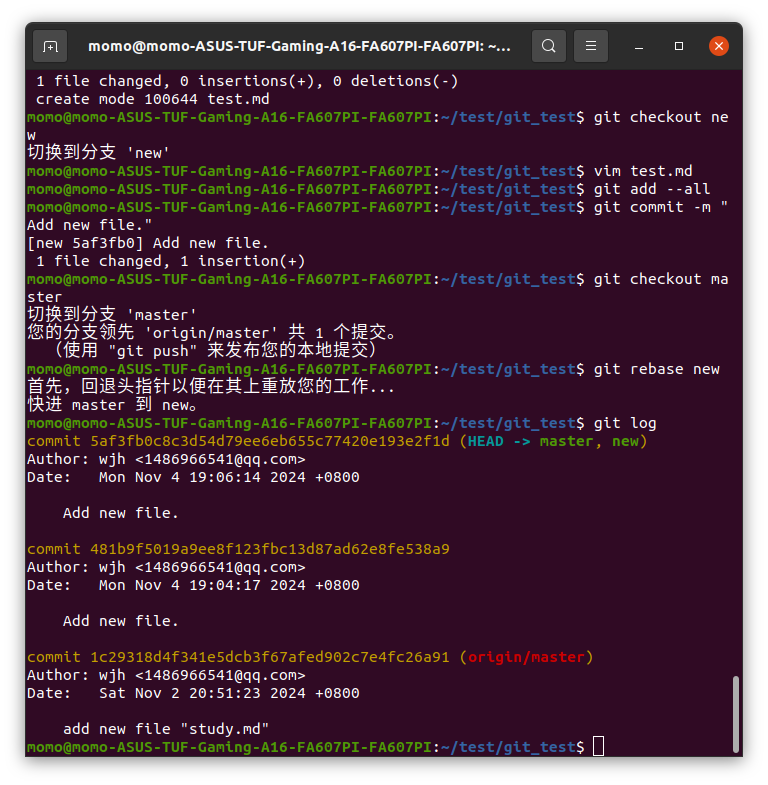 momo@momo-ASUS-TUF-Gaming-A16-FA607PI-FA607PI: ~...
 1 file changed, 0 insertions(+), 0 deletions(-)
 create mode 100644 test.md
momo@momo-ASUS-TUF-Gaming-A16-FA607PI-FA607PI:~/test/git_test$ git checkout ne
w
切换到分支 'new'
momo@momo-ASUS-TUF-Gaming-A16-FA607PI-FA607PI:~/test/git_test$ vim test.md
momo@momo-ASUS-TUF-Gaming-A16-FA607PI-FA607PI:~/test/git_test$ git add --all
momo@momo-ASUS-TUF-Gaming-A16-FA607PI-FA607PI:~/test/git_test$ git commit -m "
Add new file."
[new 5af3fb0] Add new file.
 1 file changed, 1 insertion(+)
momo@momo-ASUS-TUF-Gaming-A16-FA607PI-FA607PI:~/test/git_test$ git checkout ma
ster
切换到分支 'master'
您的分支领先 'origin/master' 共 1 个提交。
  （使用 "git push" 来发布您的本地提交）
momo@momo-ASUS-TUF-Gaming-A16-FA607PI-FA607PI:~/test/git_test$ git rebase new
首先，回退头指针以便在其上重放您的工作...
快进 master 到 new。
momo@momo-ASUS-TUF-Gaming-A16-FA607PI-FA607PI:~/test/git_test$ git log
commit 5af3fb0c8c3d54d79ee6eb655c77420e193e2f1d (HEAD -> master, new)
Author: wjh <1486966541@qq.com>
Date:   Mon Nov 4 19:06:14 2024 +0800
    Add new file.
commit 481b9f5019a9ee8f123fbc13d87ad62e8fe538a9
Author: wjh <1486966541@qq.com>
Date:   Mon Nov 4 19:04:17 2024 +0800
    Add new file.
commit 1c29318d4f341e5dcb3f67afed902c7e4fc26a91 (origin/master)
Author: wjh <1486966541@qq.com>
Date:   Sat Nov 2 20:51:23 2024 +0800
    add new file "study.md"
momo@momo-ASUS-TUF-Gaming-A16-FA607PI-FA607PI:~/test/git_test$